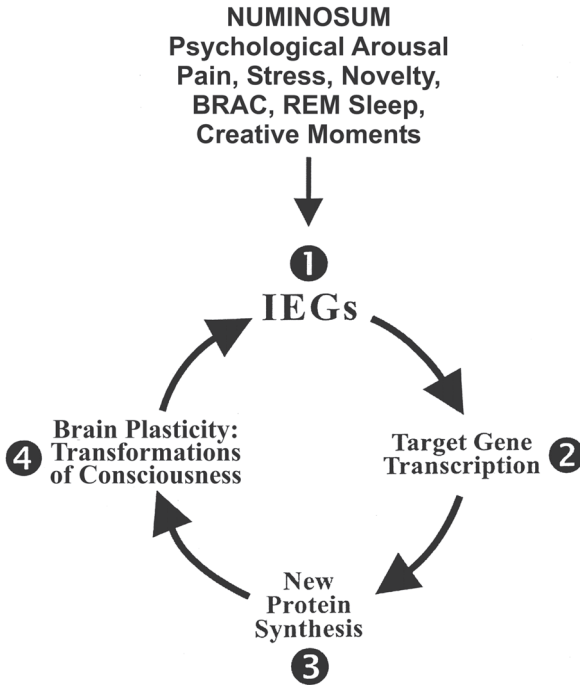 NUMINOSUM
Psychological Arousal
Pain, Stress, Novelty,
BRAC, REM Sleep,
Creative Moments
1
IEGs
Target Gene
Transcription 2
New
Protein
Synthesis
3
4 Brain Plasticity:
Transformations
of Consciousness